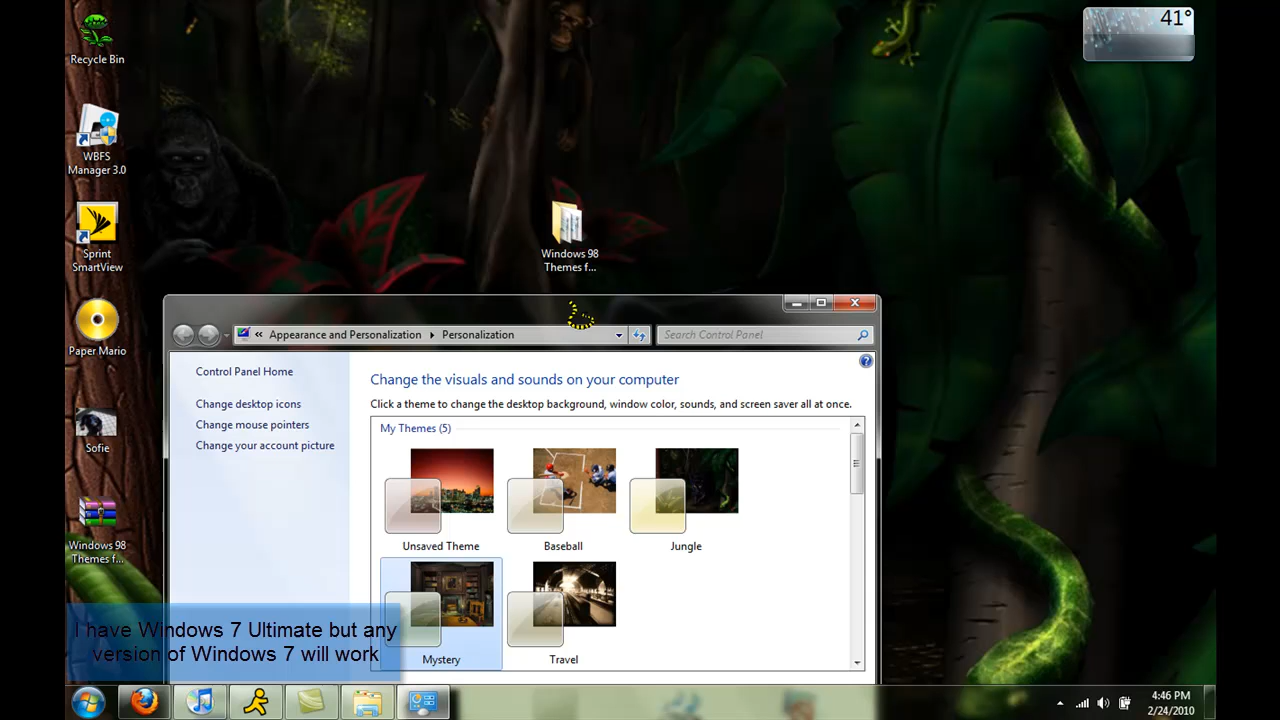 41°
Recycle Bin
WBFS
Manager 3.0
Sprint
SmartView
Paper Mario
Sofie
Windows 98
Themes f...
Windows 98
Themes f...
« Appearance and Personalization Personalization
Search Control Panel
Control Panel Home
Change desktop icons
Change mouse pointers
Change your account picture
Change the visuals and sounds on your computer
Click a theme to change the desktop background, window color, sounds, and screen saver all at once.
My Themes (5)
Unsaved Theme
Baseball
Jungle
Mystery
Travel
I have Windows 7 Ultimate but any
version of Windows 7 will work
4:46 PM
2/24/2010